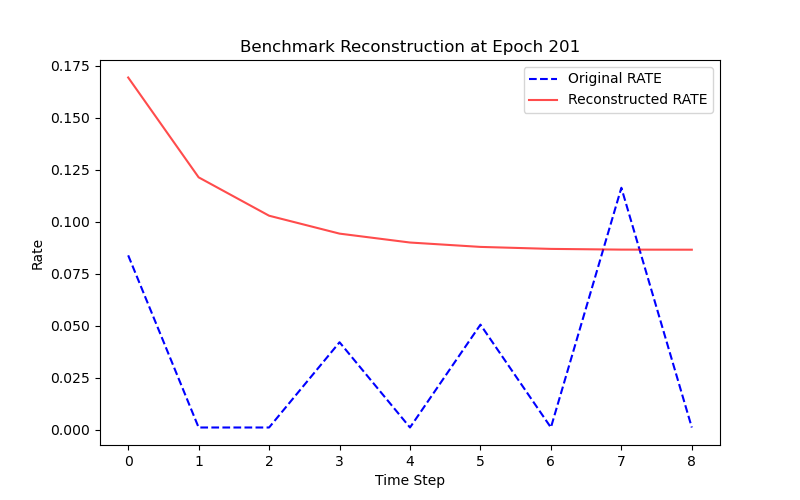 Benchmark Reconstruction at Epoch 201
Original RATE
Reconstructed RATE
Rate
0.175
0.150
0.125
0.100
0.075
0.050
0.025
0.000
0 1 2 3 4 5 6 7 8
Time Step